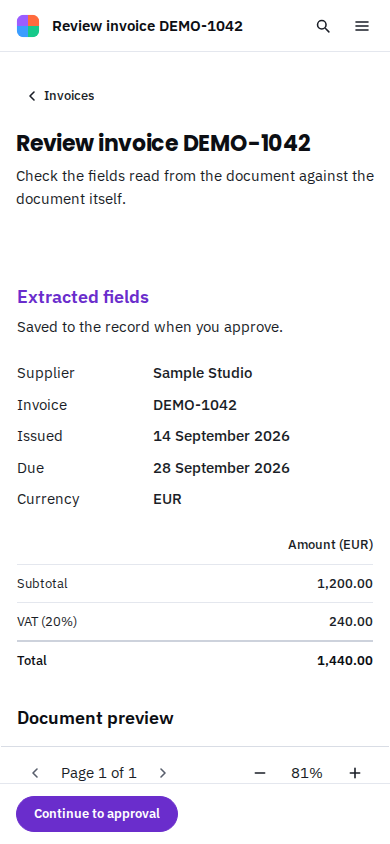 Review invoice DEMO-1042
Invoices
Review invoice DEMO-1042
Check the fields read from the document against the
document itself.
Extracted fields
Saved to the record when you approve.
Supplier Sample Studio
Invoice DEMO-1042
Issued 14 September 2026
Due 28 September 2026
Currency EUR
Amount (EUR)
Subtotal 1,200.00
VAT (20%) 240.00
Total 1,440.00
Document preview
Page 1 of 1 81%
Continue to approval